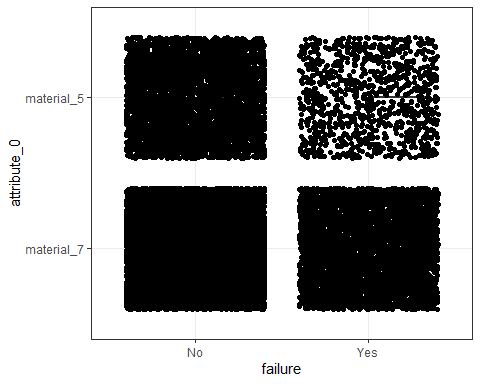 material_5
material_7
attribute_0
No
Yes
failure